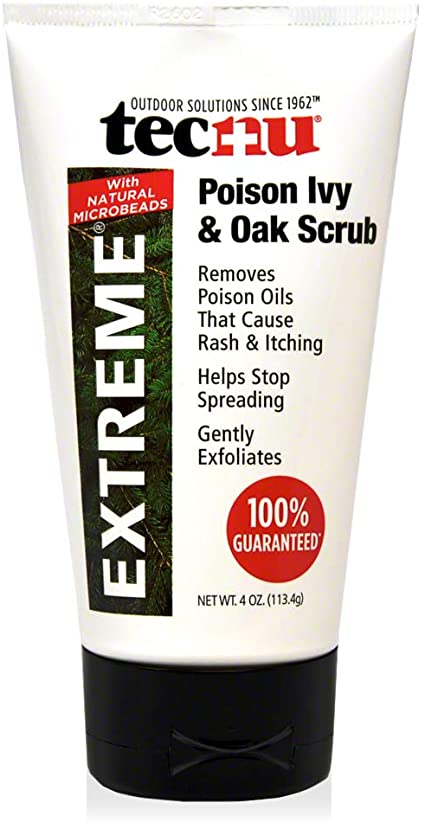 OUTDOOR SOLUTIONS SINCE 1962™
tecnu®
With
NATURAL
MICROBEADS
EXTREME®
Poison Ivy
& Oak Scrub
Removes
Poison Oils
That Cause
Rash & Itching
Helps Stop
Spreading
Gently
Exfoliates
100%
GUARANTEED*
NET WT. 4 OZ. (113.4g)